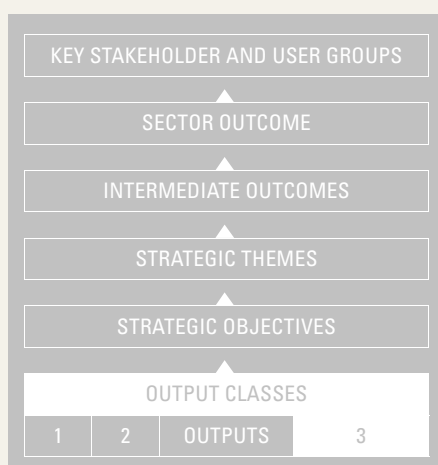 KEY STAKEHOLDER AND USER GROUPS
SECTOR OUTCOME
INTERMEDIATE OUTCOMES
STRATEGIC THEMES
STRATEGIC OBJECTIVES
OUTPUT CLASSES
1 2 OUTPUTS 3